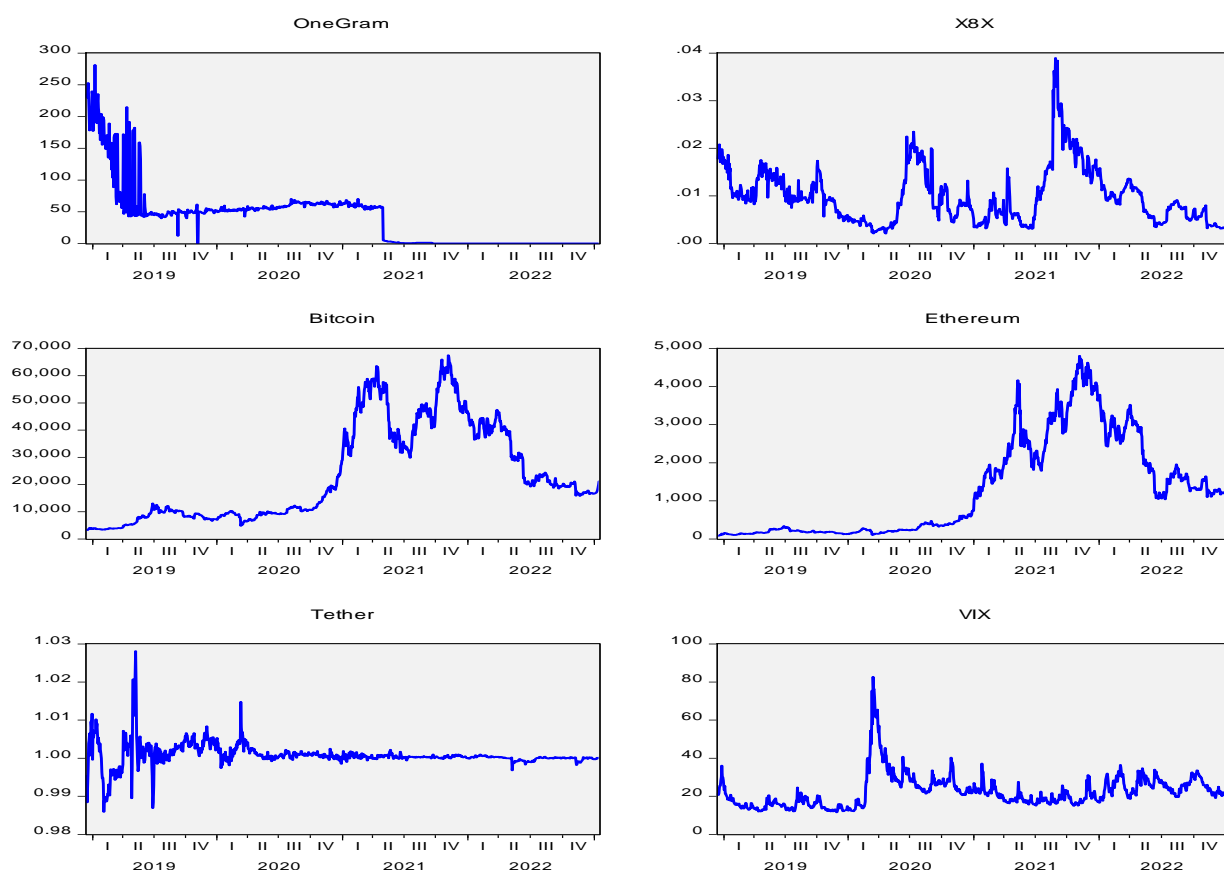 OneGram
300
250
200
150
100
50
0
I II III IV I II III IV I II III IV I II III IV
2019 2020 2021 2022
X8X
.04
.03
.02
.01
.00
I II III IV I II III IV I II III IV I II III IV
2019 2020 2021 2022
Bitcoin
70,000
60,000
50,000
40,000
30,000
20,000
10,000
0
I II III IV I II III IV I II III IV I II III IV
2019 2020 2021 2022
Ethereum
5,000
4,000
3,000
2,000
1,000
0
I II III IV I II III IV I II III IV I II III IV
2019 2020 2021 2022
Tether
1.03
1.02
1.01
1.00
0.99
0.98
I II III IV I II III IV I II III IV I II III IV
2019 2020 2021 2022
VIX
100
80
60
40
20
0
I II III IV I II III IV I II III IV I II III IV
2019 2020 2021 2022